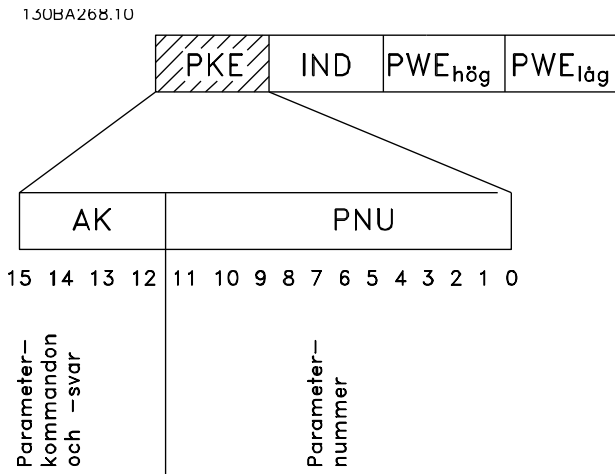 130BA268.10
PKE IND PWEhög PWElåg
AK PNU
15 14 13 12 11 10 9 8 7 6 5 4 3 2 1 0
Parameter-
kommandon
och -svar
Parameter-
nummer